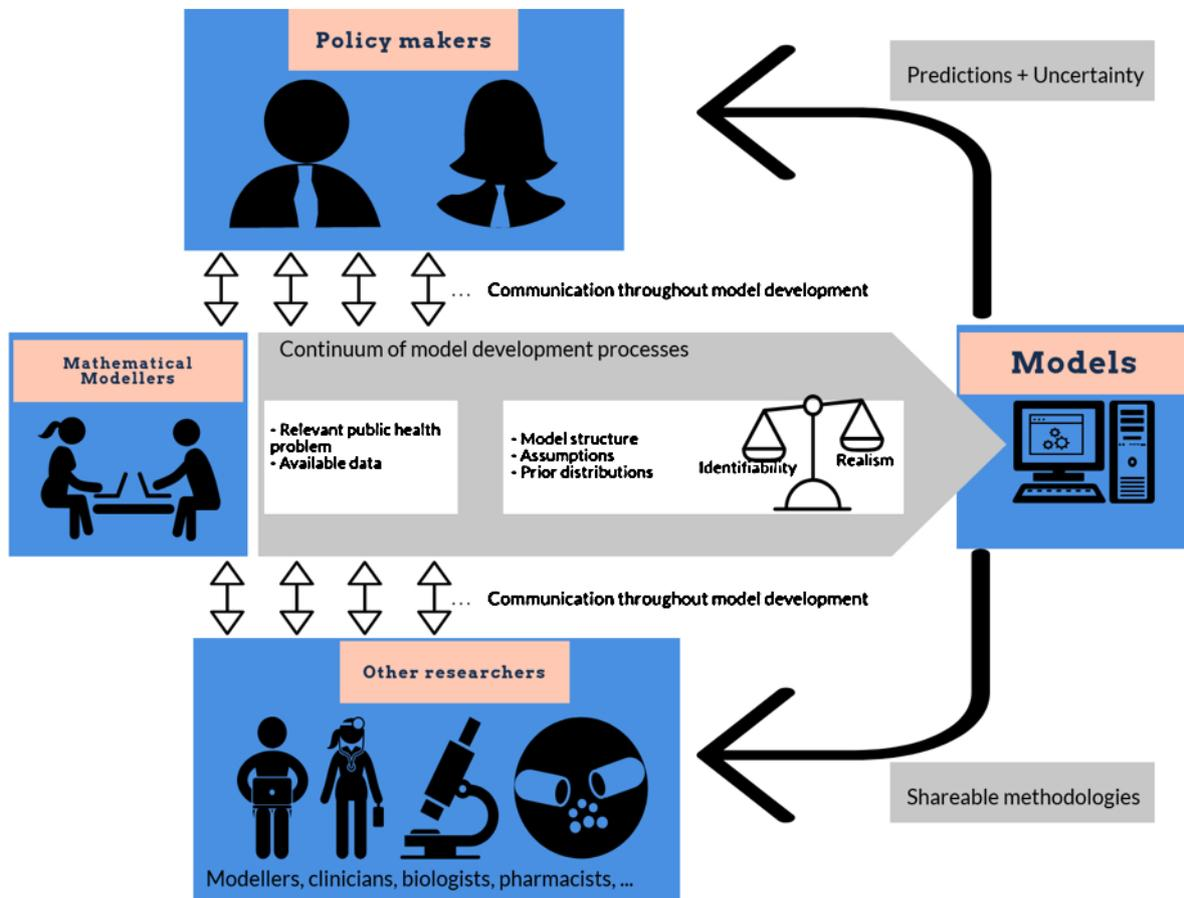 Policy makers
Predictions + Uncertainty
... Communication throughout model development
Mathematical
Modellers
Continuum of model development processes
- Relevant public health
problem
- Available data
- Model structure
- Assumptions
- Prior distributions
Identifiability
Realism
Models
... Communication throughout model development
Other researchers
Modellers, clinicians, biologists, pharmacists, ...
Shareable methodologies